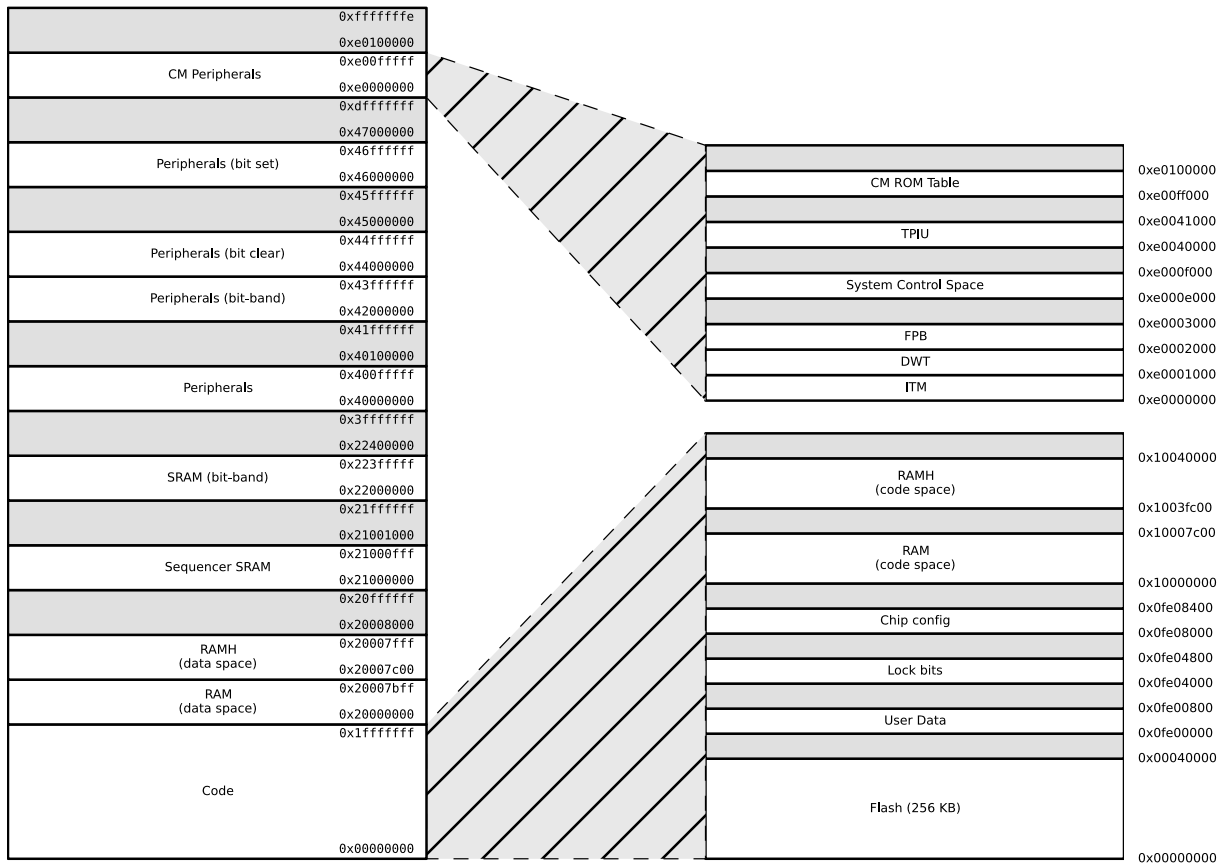 0xfffffffe
0xe0100000
CM Peripherals
0xe00fffff
0xe0000000
0xdfffffff
0x47000000
Peripherals (bit set)
0x46ffffff
0x46000000
0x45ffffff
0x45000000
Peripherals (bit clear)
0x44ffffff
0x44000000
Peripherals (bit-band)
0x43ffffff
0x42000000
0x41ffffff
0x40100000
Peripherals
0x400fffff
0x40000000
0x3fffffff
0x22400000
SRAM (bit-band)
0x223fffff
0x22000000
0x21ffffff
0x21001000
Sequencer SRAM
0x21000fff
0x21000000
0x20ffffff
0x20008000
RAMH
(data space)
0x20007fff
0x20007c00
RAM
(data space)
0x20007bff
0x20000000
0x1fffffff
Code
0x00000000
0xe0100000
CM ROM Table
0xe00ff000
0xe0041000
TPIU
0xe0040000
0xe000f000
System Control Space
0xe000e000
0xe0003000
FPB
0xe0002000
DWT
0xe0001000
ITM
0xe0000000
0x10040000
RAMH
(code space)
0x1003fc00
0x10007c00
RAM
(code space)
0x10000000
0x0fe08400
Chip config
0x0fe08000
0x0fe04800
Lock bits
0x0fe04000
0x0fe00800
User Data
0x0fe00000
0x00040000
Flash (256 KB)
0x00000000